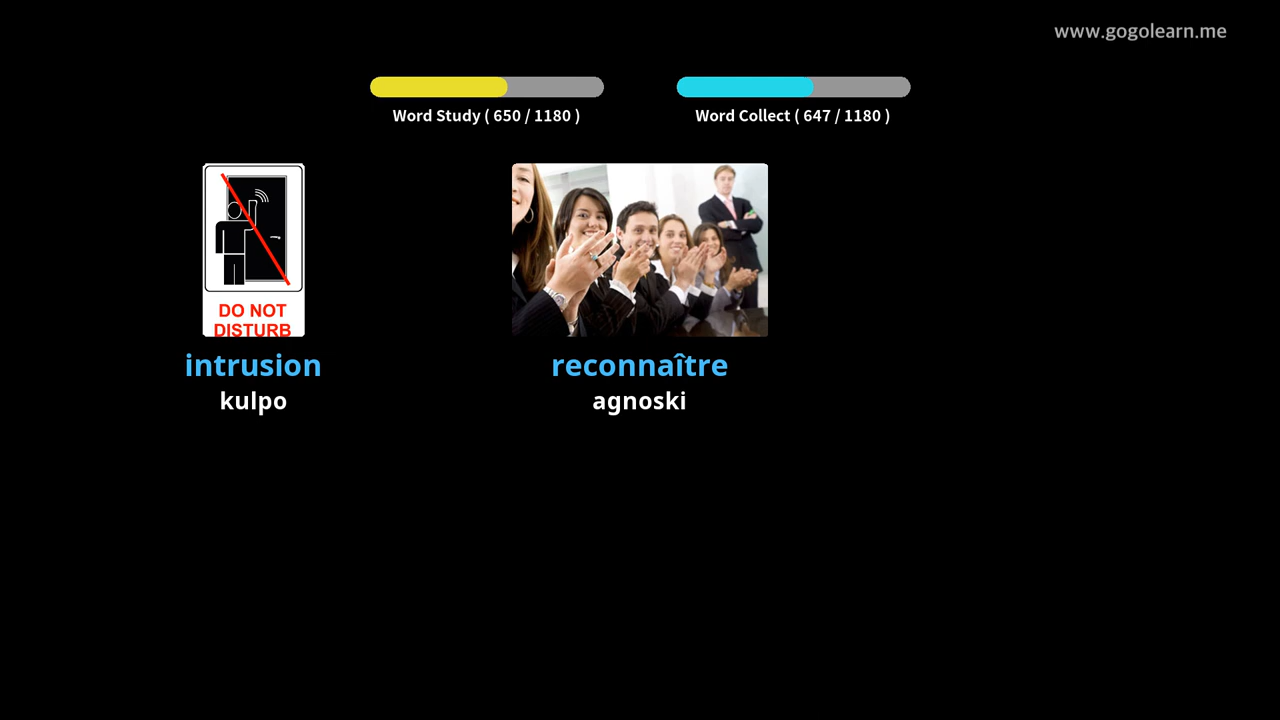 www.gogolearn.me
Word Study ( 650 / 1180 )
Word Collect ( 647 / 1180 )
DO NOT
DISTURB
intrusion
kulpo
reconnaître
agnoski